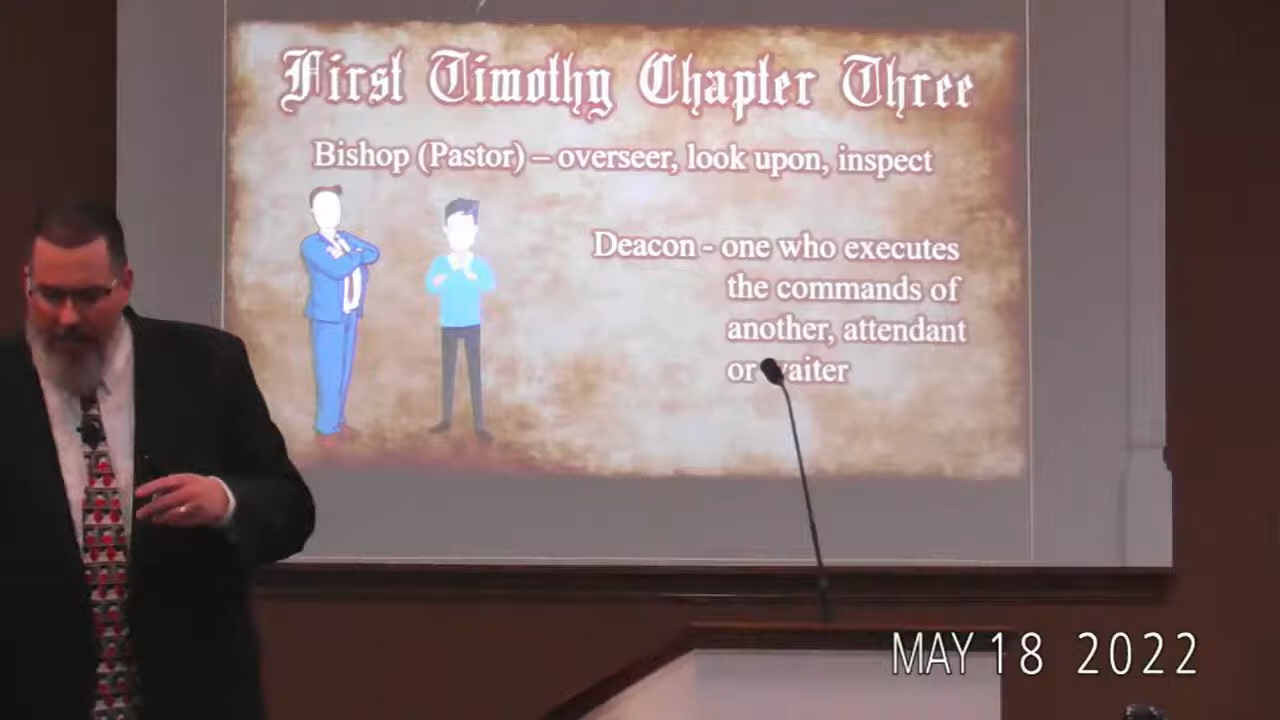 First Timothy Chapter Three
Bishop (Pastor) – overseer, look upon, inspect
Deacon - one who executes
the commands of
another, attendant
or waiter
MAY 18 2022